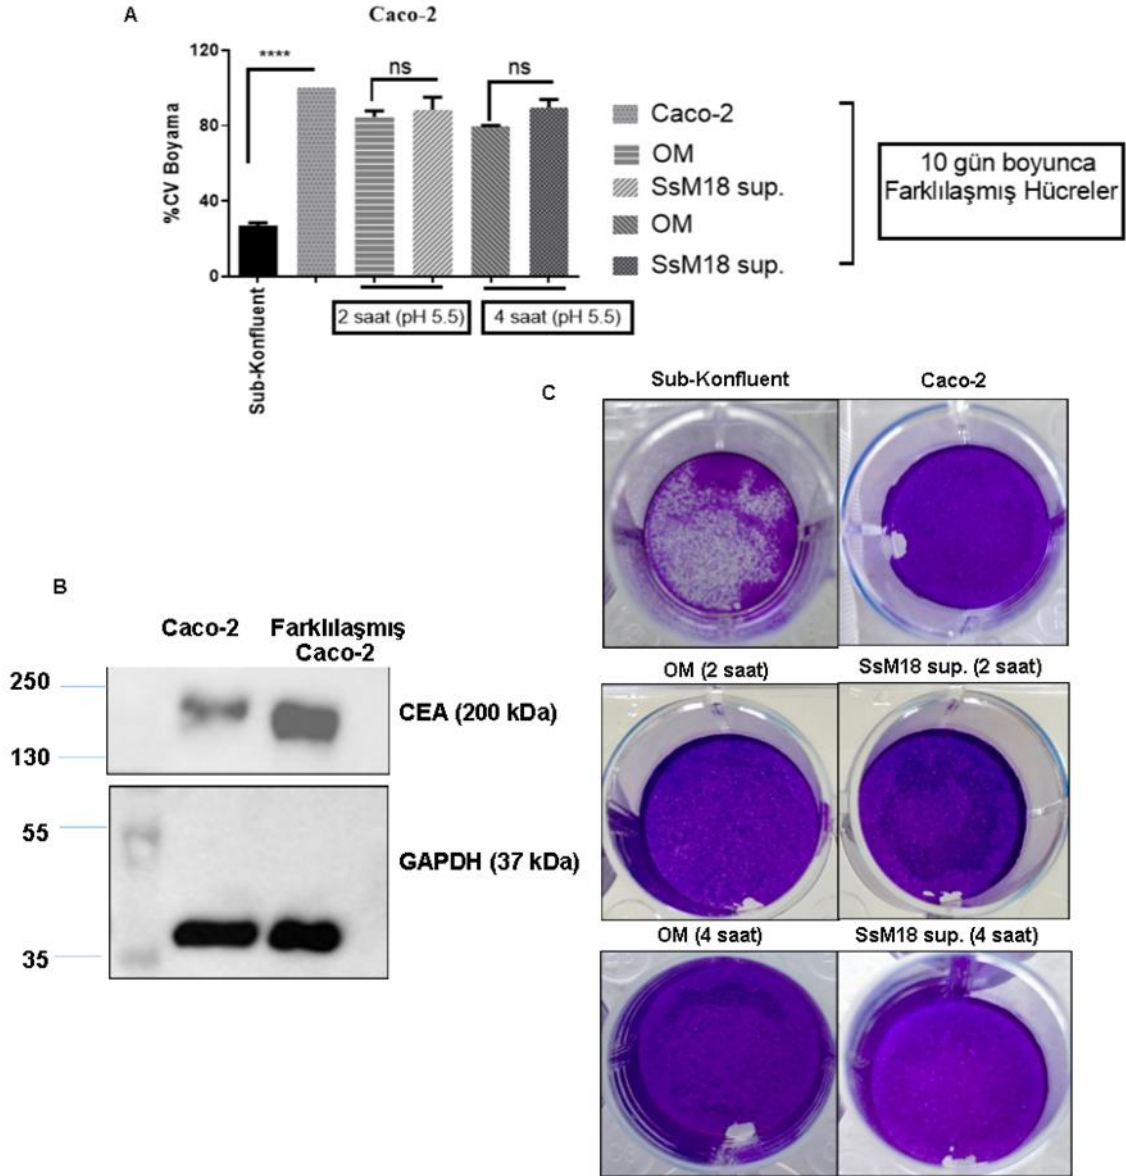 A
Caco-2
%CV Boyama
120
80
40
0
****
ns
ns
Sub-Konfluent
2 saat (pH 5.5)
4 saat (pH 5.5)
Caco-2
OM
SsM18 sup.
OM
SsM18 sup.
10 gün boyunca
Farklılaşmış Hücreler
B
Caco-2
Farklılaşmış
Caco-2
250
130
CEA (200 kDa)
55
35
GAPDH (37 kDa)
C
Sub-Konfluent
Caco-2
OM (2 saat)
SsM18 sup. (2 saat)
OM (4 saat)
SsM18 sup. (4 saat)